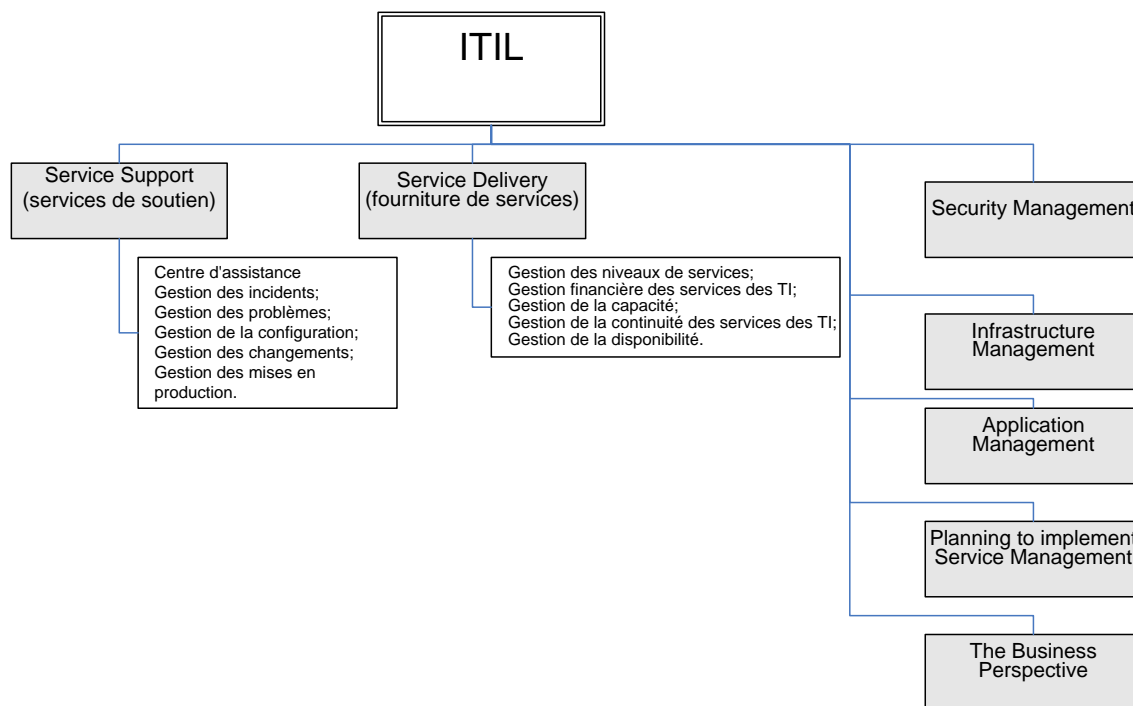 ITIL
Service Support
(services de soutien)
Service Delivery
(fourniture de services)
Security Management
Centre d'assistance
Gestion des incidents;
Gestion des problèmes;
Gestion de la configuration;
Gestion des changements;
Gestion des mises en
production.
Gestion des niveaux de services;
Gestion financière des services des TI;
Gestion de la capacité;
Gestion de la continuité des services des TI;
Gestion de la disponibilité.
Infrastructure
Management
Application
Management
Planning to implement
Service Management
The Business
Perspective